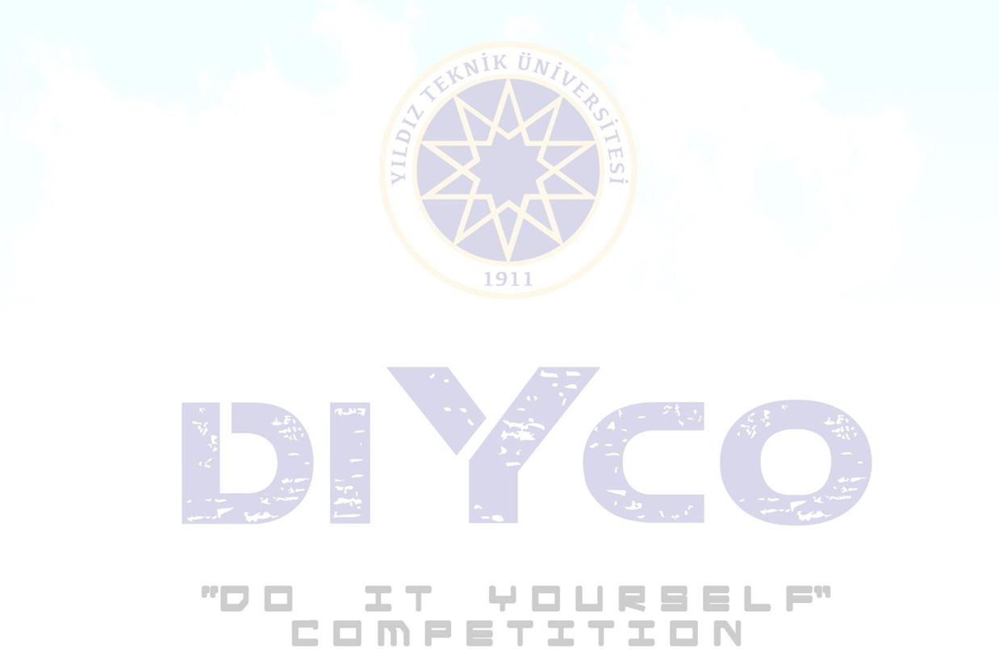 YILDIZ TEKNİK ÜNİVERSİTESİ
1911
DIYCO
"DO IT YOURSELF"
COMPETITION